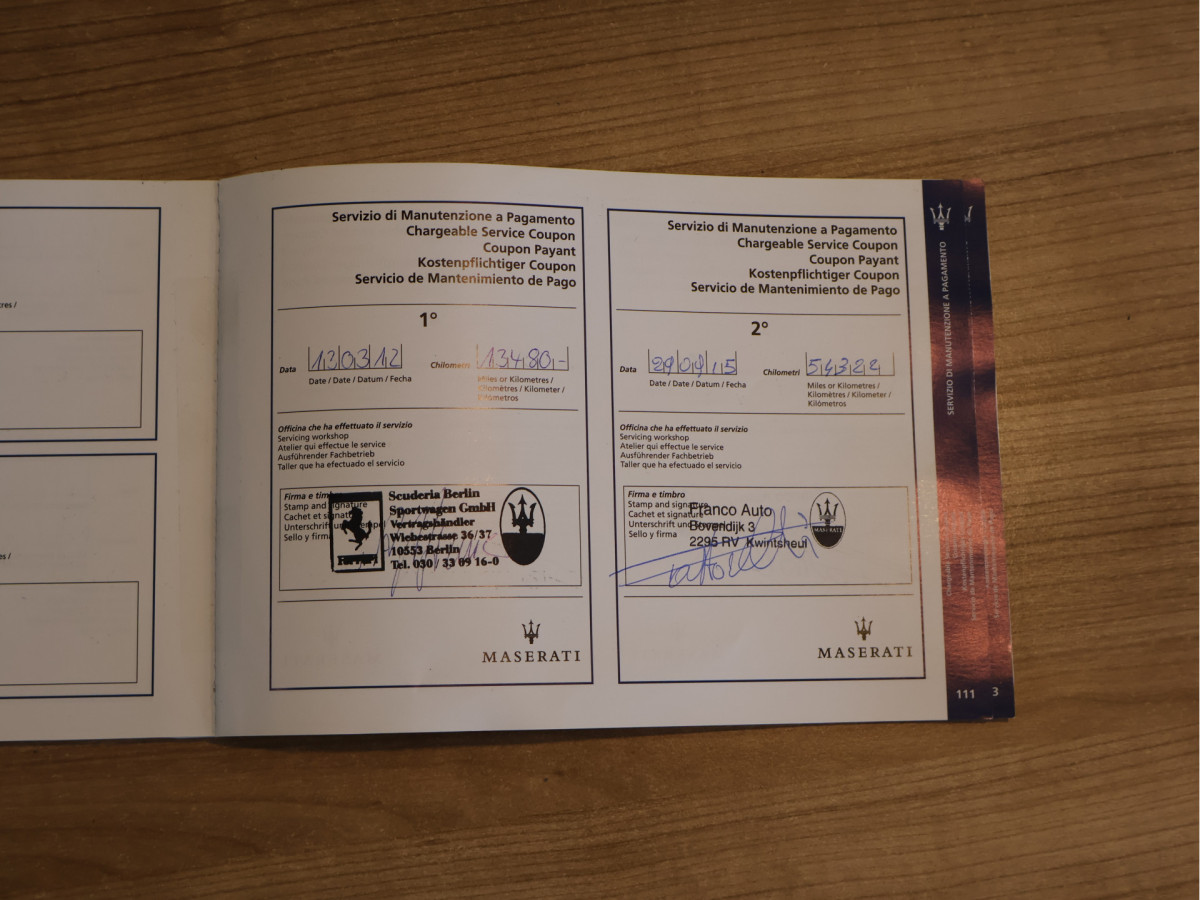 tres /
s /
Servizio di Manutenzione a Pagamento
Chargeable Service Coupon
Coupon Payant
Kostenpflichtiger Coupon
Servicio de Mantenimiento de Pago
1°
Data 13 03 12
Date / Date / Datum / Fecha
Chilometri 13480,-
Miles or Kilometres /
Kilomètres / Kilometer /
Kilómetros
Officina che ha effettuato il servizio
Servicing workshop
Atelier qui effectue le service
Ausführender Fachbetrieb
Taller que ha efectuado el servicio
Firma e timbro
Stamp and signature
Cachet et signature
Unterschrift und Stempel
Sello y firma
Ferrari
Scuderia Berlin
Sportwagen GmbH
Vertragshändler
Wiebestrasse 36/37
10553 Berlin
Tel. 030 / 33 09 16-0
MASERATI
Servizio di Manutenzione a Pagamento
Chargeable Service Coupon
Coupon Payant
Kostenpflichtiger Coupon
Servicio de Mantenimiento de Pago
2°
Data 29 09 15
Date / Date / Datum / Fecha
Chilometri
Miles or Kilometres /
Kilomètres / Kilometer /
Kilómetros
Officina che ha effettuato il servizio
Servicing workshop
Atelier qui effectue le service
Ausführender Fachbetrieb
Taller que ha efectuado el servicio
Firma e timbro
Stamp and signature
Cachet et signature
Unterschrift und Stempel
Sello y firma
Franco Auto
Bovendijk 3
2295 RV Kwintsheul
MASERATI
MASERATI
SERVIZIO DI MANUTENZIONE A PAGAMENTO
111
3